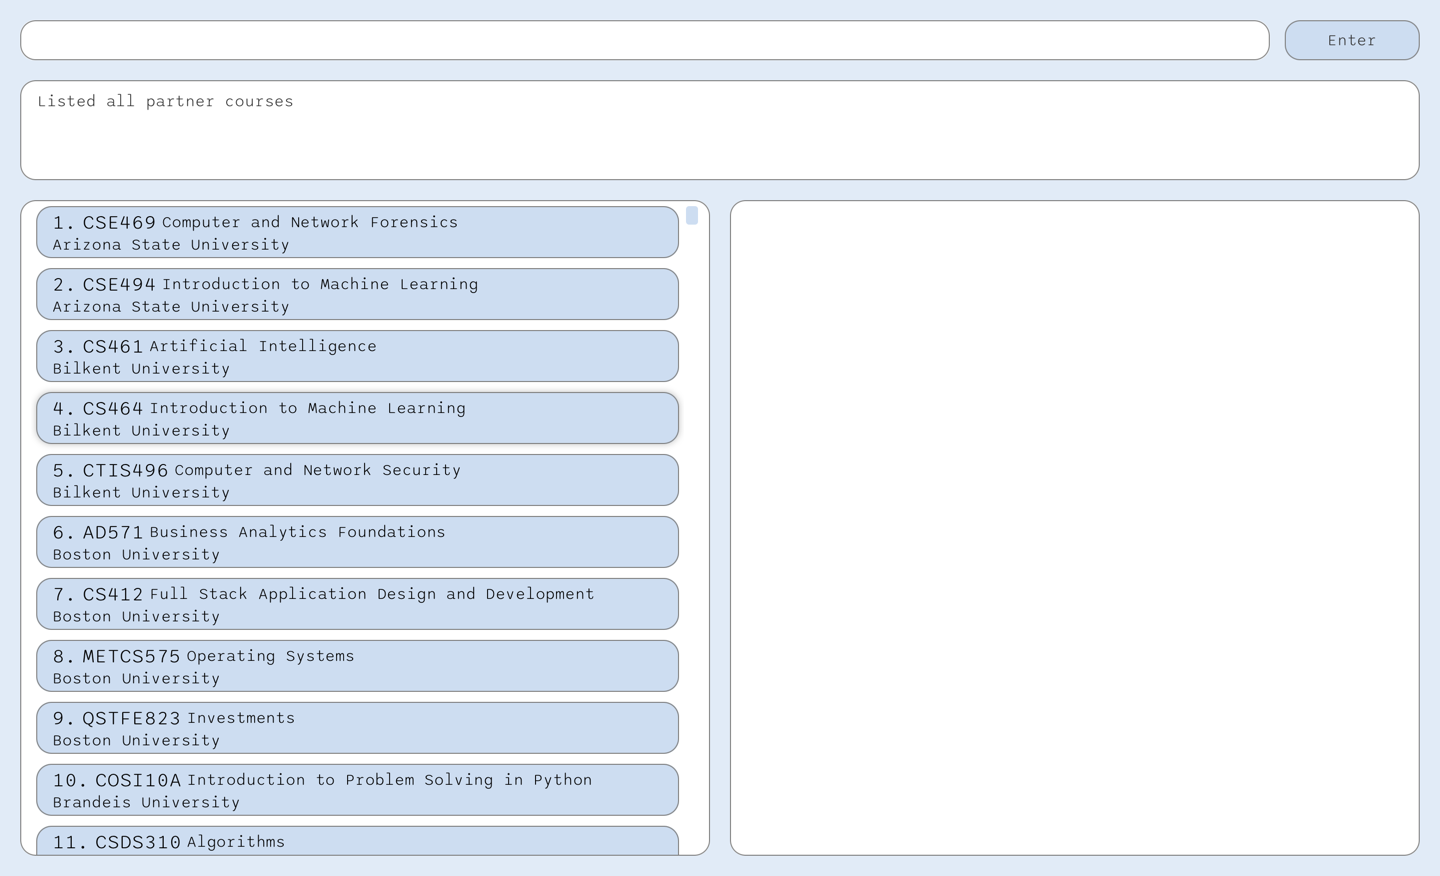 Enter
Listed all partner courses
1. CSE469 Computer and Network Forensics
Arizona State University
2. CSE494 Introduction to Machine Learning
Arizona State University
3. CS461 Artificial Intelligence
Bilkent University
4. CS464 Introduction to Machine Learning
Bilkent University
5. CTIS496 Computer and Network Security
Bilkent University
6. AD571 Business Analytics Foundations
Boston University
7. CS412 Full Stack Application Design and Development
Boston University
8. METCS575 Operating Systems
Boston University
9. QSTFE823 Investments
Boston University
10. COSI10A Introduction to Problem Solving in Python
Brandeis University
11. CSDS310 Algorithms